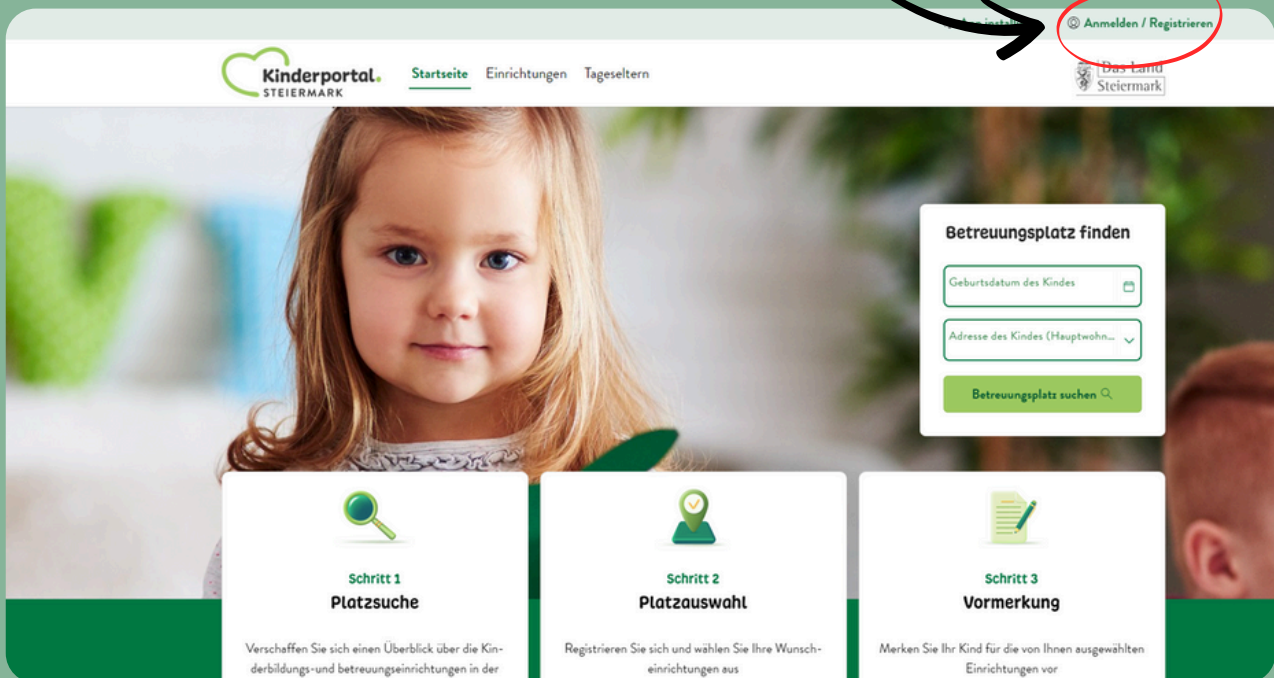 App
Anmelden / Registrieren
Kinderportal.
STEIERMARK
Startseite Einrichtungen Tageseltern
Das Land
Steiermark
Betreuungsplatz finden
Geburtsdatum des Kindes
Adresse des Kindes (Hauptwohn...
Betreuungsplatz suchen
Schritt 1
Platzsuche
Verschaffen Sie sich einen Überblick über die Kin-
derbildungs-und betreuungseinrichtungen in der
Schritt 2
Platzauswahl
Registrieren Sie sich und wählen Sie Ihre Wunsch-
einrichtungen aus
Schritt 3
Vormerkung
Merken Sie Ihr Kind für die von Ihnen ausgewählten
Einrichtungen vor